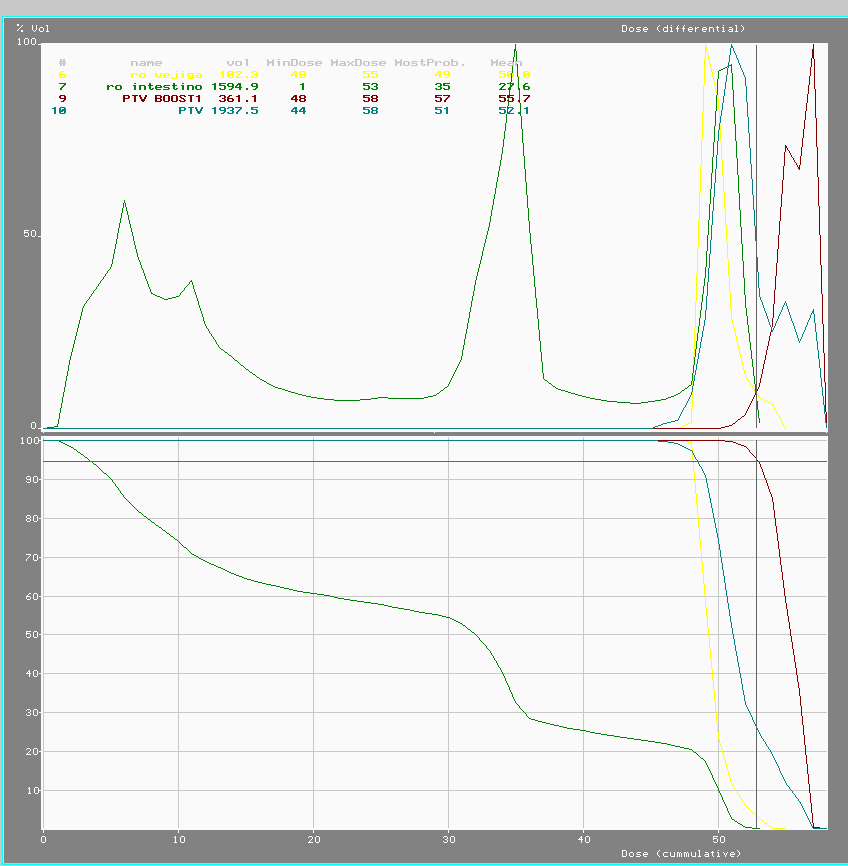 % Vol Dose (differential)
100
# name vol MinDose MaxDose MostProb. Mean
6 ro vejiga 102.3 48 55 49 50.0
7 ro intestino 1594.9 1 53 35 27.6
9 PTV BOOST1 361.1 48 58 57 55.7
10 PTV 1937.5 44 58 51 52.1
50
0
100
90
80
70
60
50
40
30
20
10
0 10 20 30 40 50
Dose (cummulative)